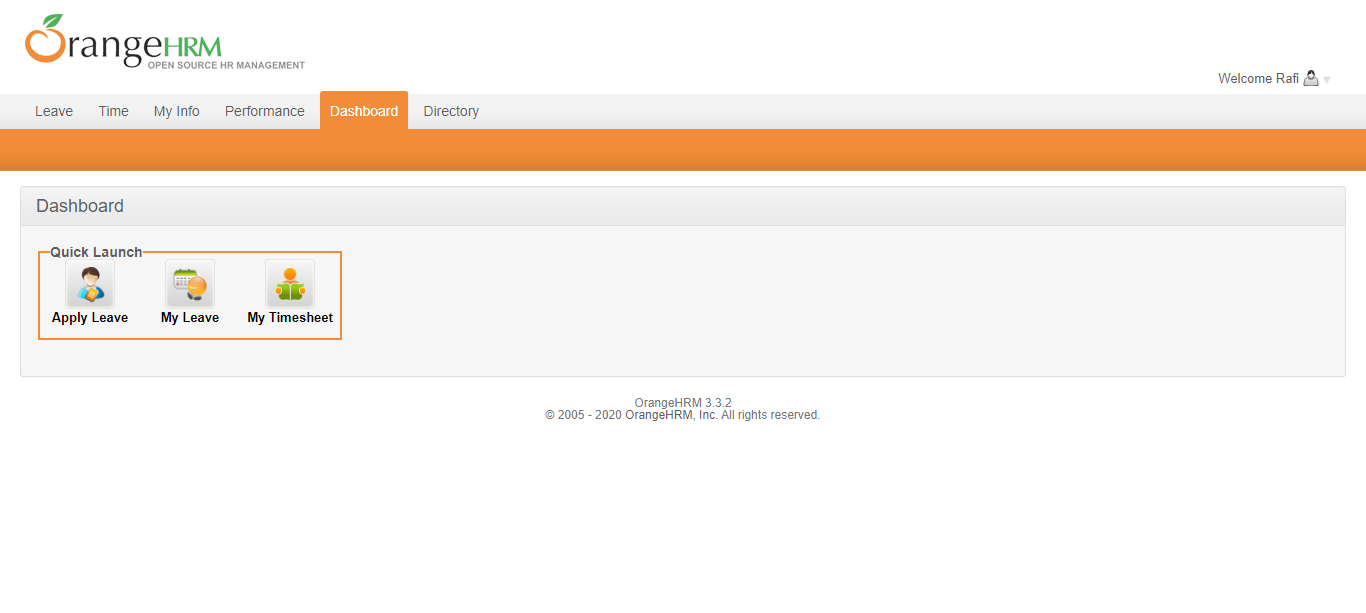 OrangeHRM
OPEN SOURCE HR MANAGEMENT
Welcome Rafi
Leave Time My Info Performance Dashboard Directory
Dashboard
Quick Launch
Apply Leave My Leave My Timesheet
OrangeHRM 3.3.2
© 2005 - 2020 OrangeHRM, Inc. All rights reserved.